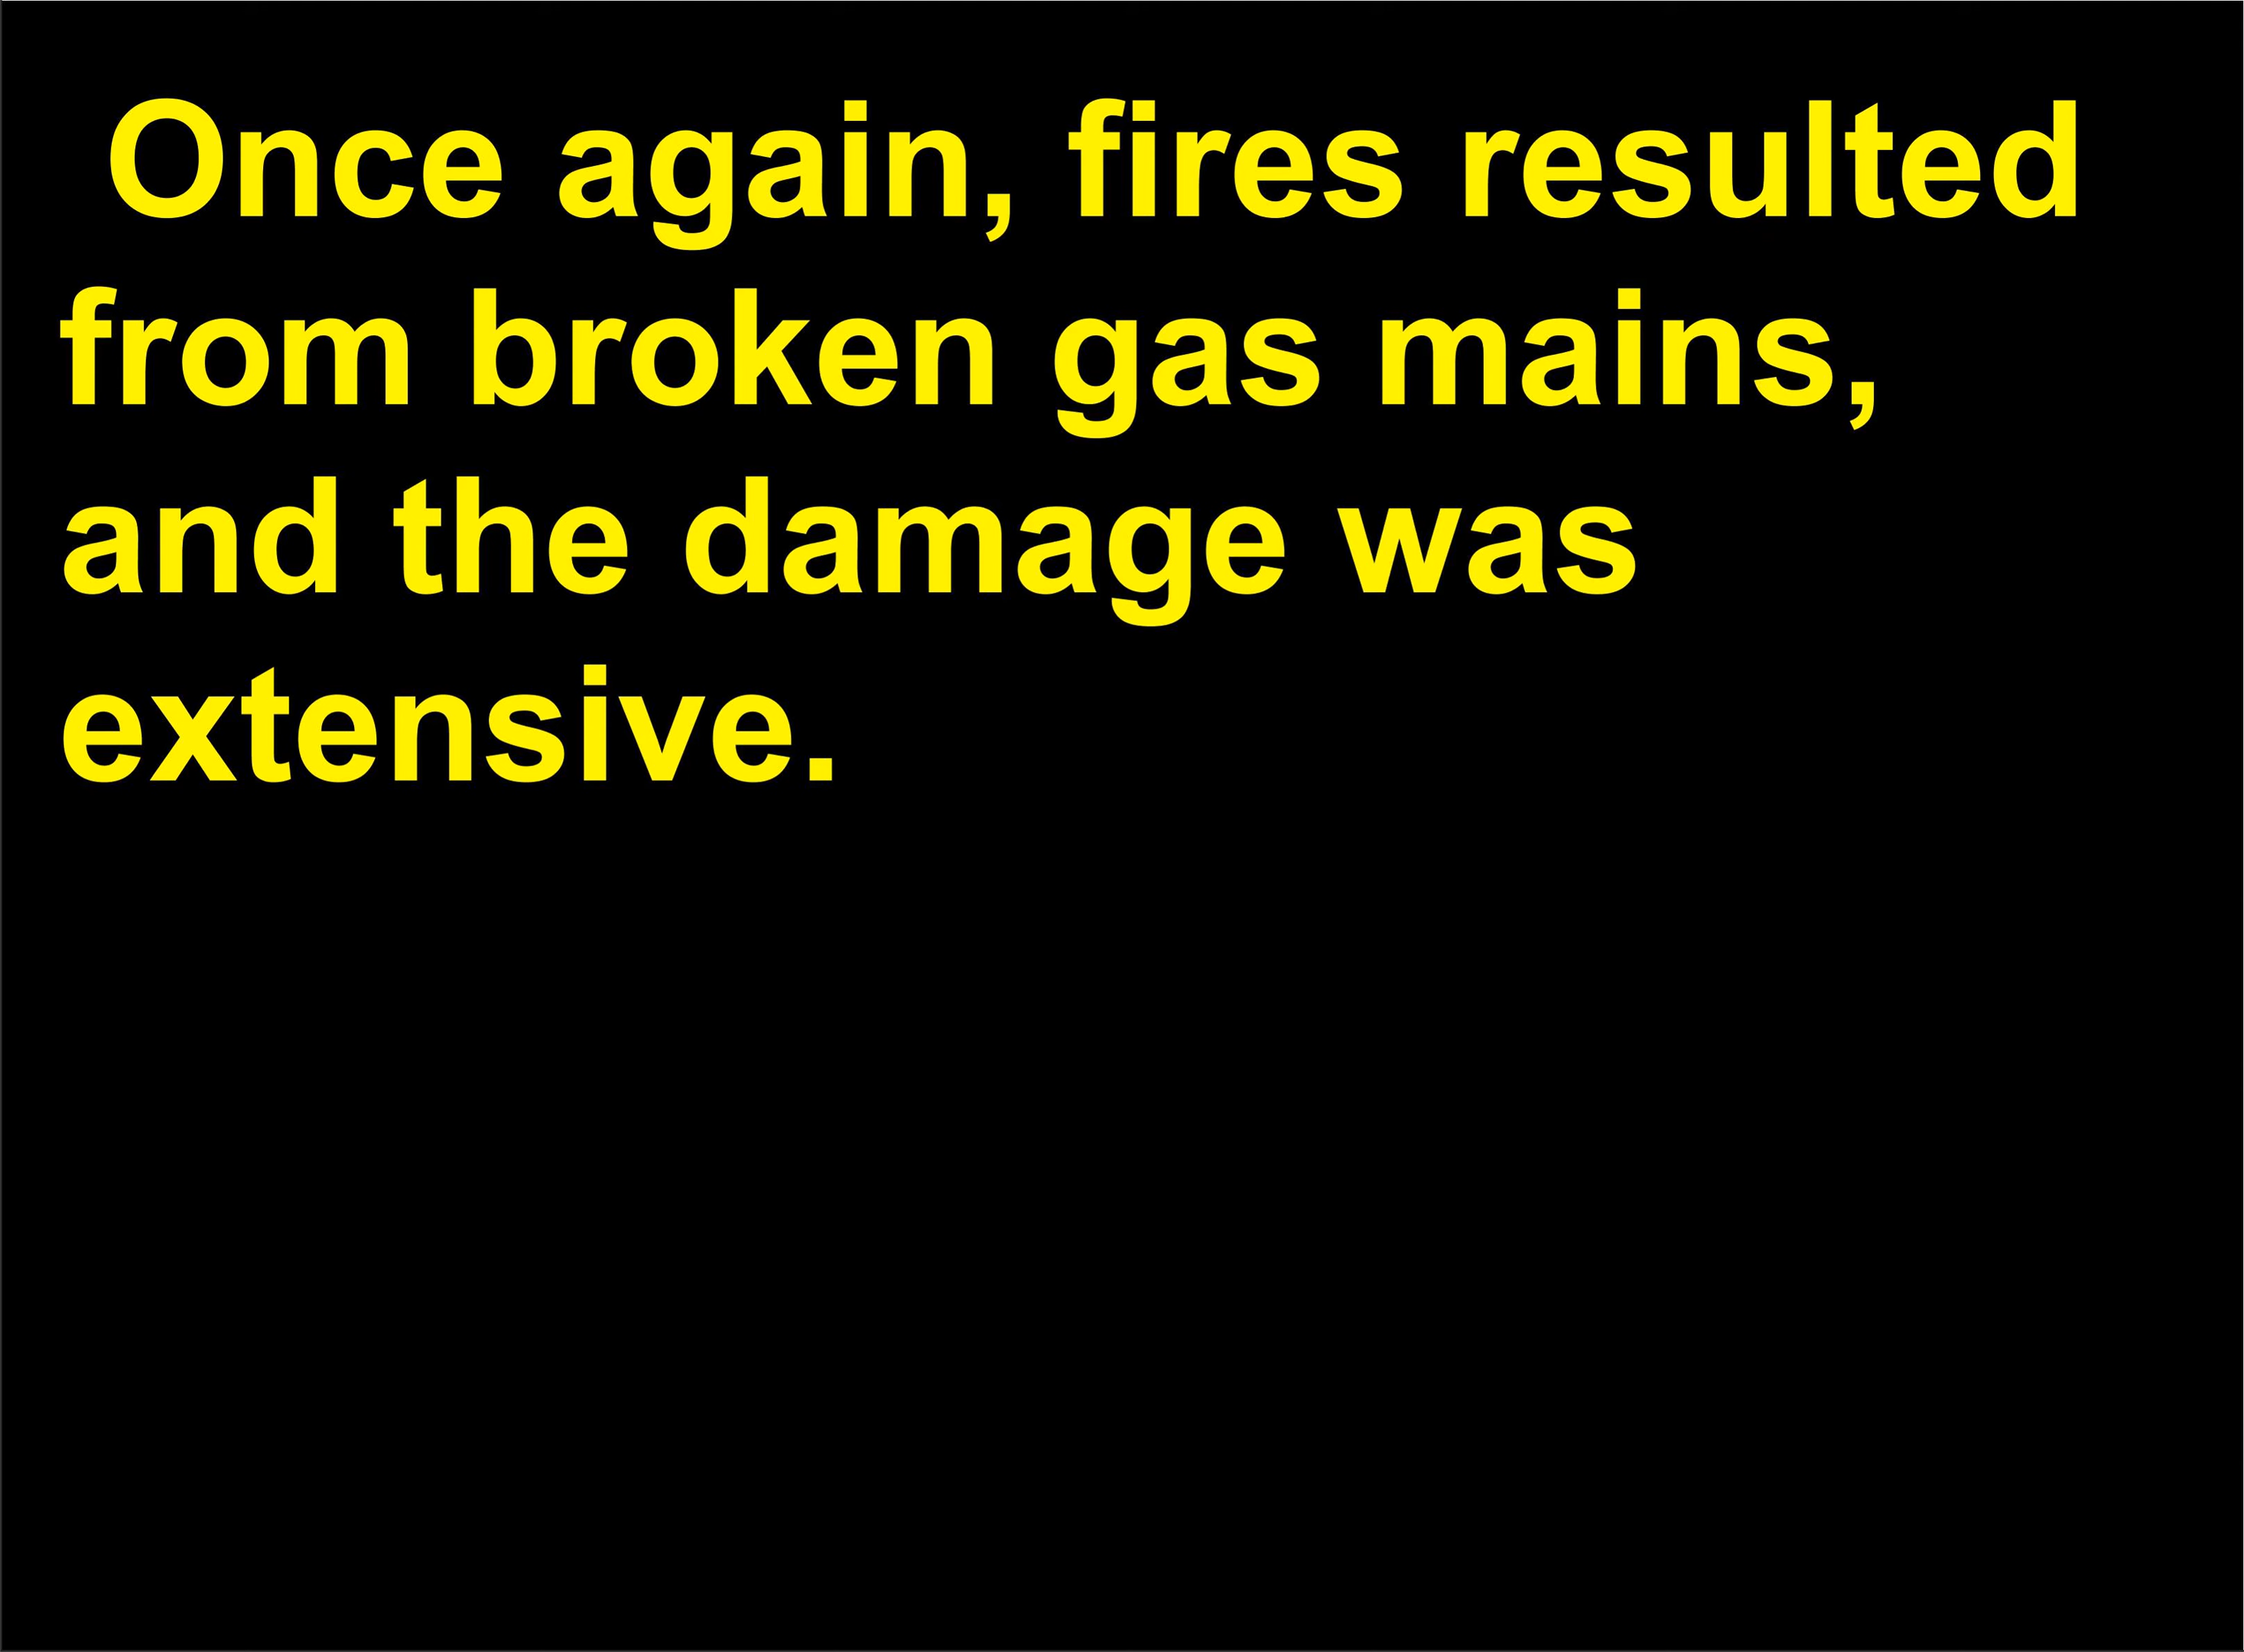 Once again, fires resulted
from broken gas mains,
and the damage was
extensive.